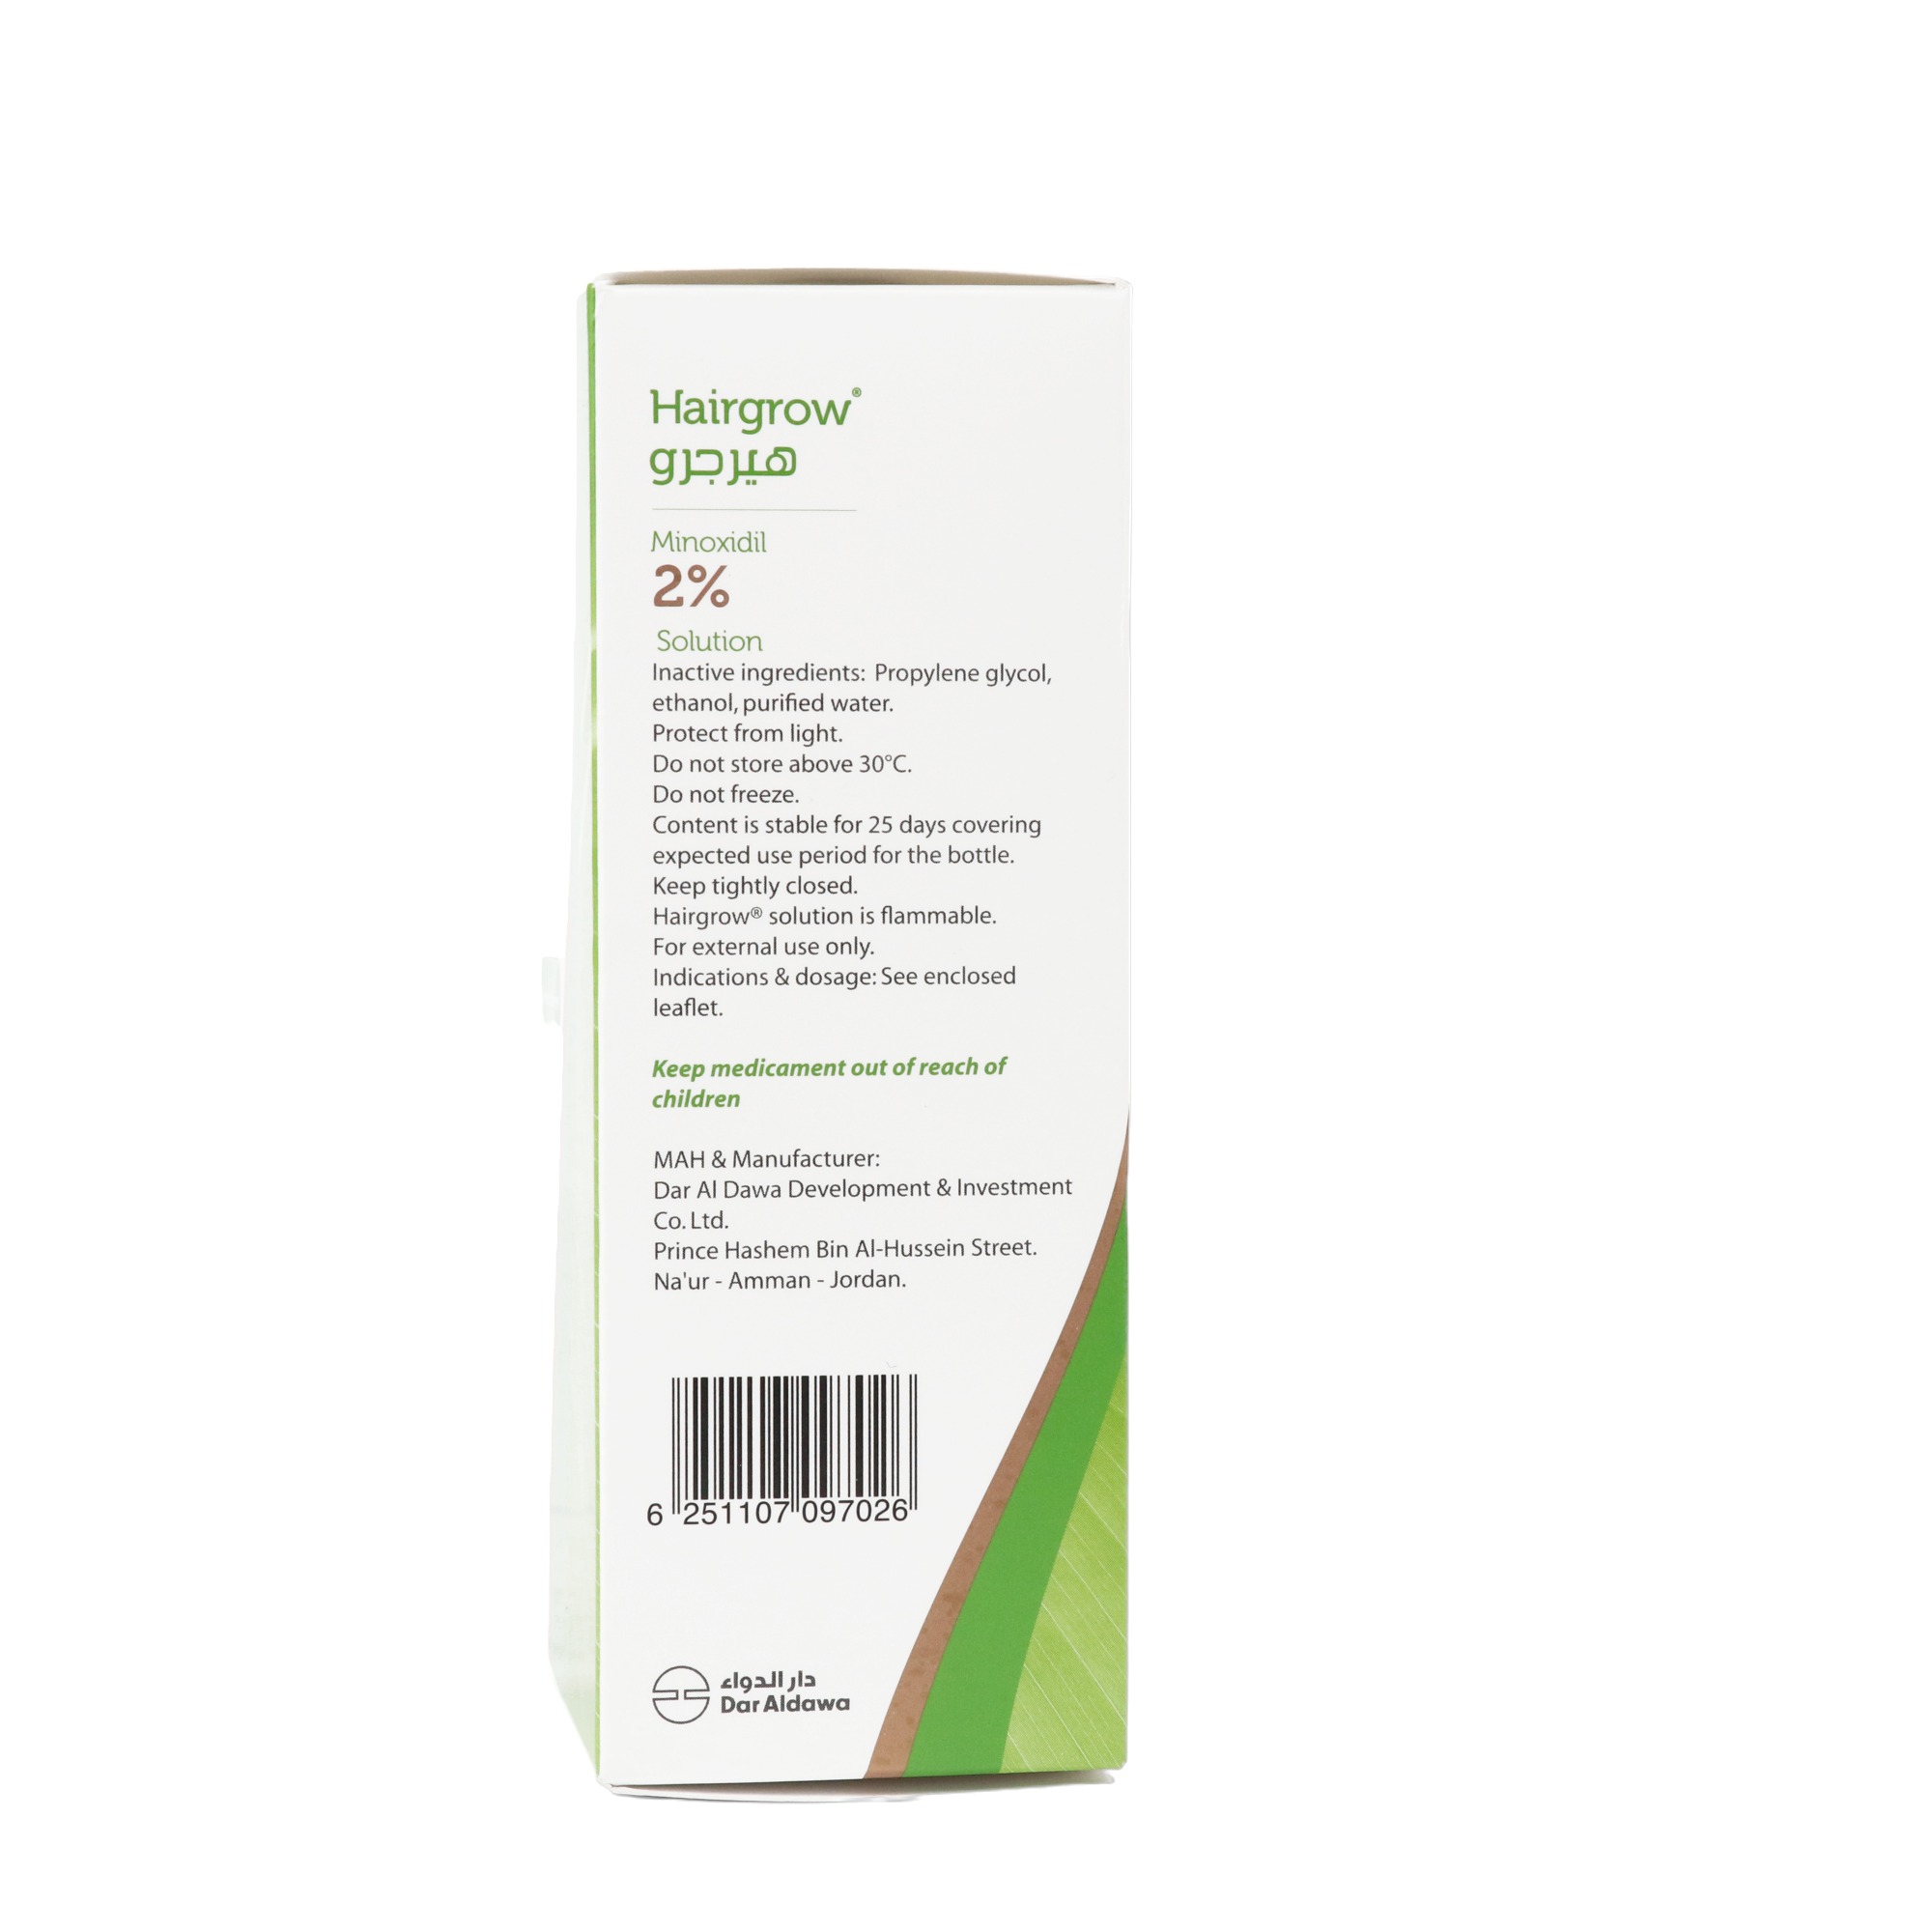 Hairgrow®
هيرجرو
Minoxidil
2%
Solution
Inactive ingredients: Propylene glycol,
ethanol, purified water.
Protect from light.
Do not store above 30°C.
Do not freeze.
Content is stable for 25 days covering
expected use period for the bottle.
Keep tightly closed.
Hairgrow® solution is flammable.
For external use only.
Indications & dosage: See enclosed
leaflet.
Keep medicament out of reach of
children
MAH & Manufacturer:
Dar Al Dawa Development & Investment
Co. Ltd.
Prince Hashem Bin Al-Hussein Street.
Na'ur - Amman - Jordan.
6 251107 097026
دار الدواء
Dar Aldawa